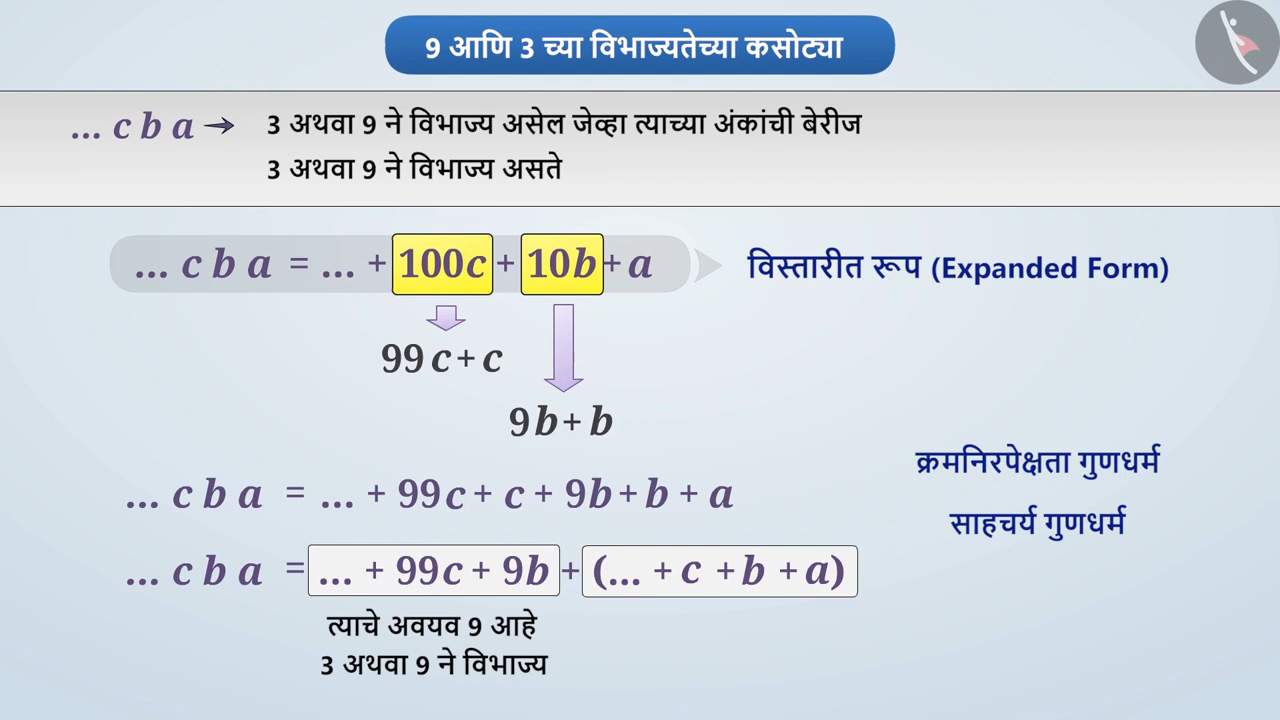 9 आणि 3 च्या विभाज्यतेच्या कसोट्या
... c b a → 3 अथवा 9 ने विभाज्य असेल जेव्हा त्याच्या अंकांची बेरीज
3 अथवा 9 ने विभाज्य असते
... c b a = ... + 100c + 10b + a विस्तारीत रूप (Expanded Form)
99c + c
9b + b
क्रमनिरपेक्षता गुणधर्म
... c b a = ... + 99c + c + 9b + b + a
साहचर्य गुणधर्म
... c b a = ... + 99c + 9b + (... + c + b + a)
त्याचे अवयव 9 आहे
3 अथवा 9 ने विभाज्य